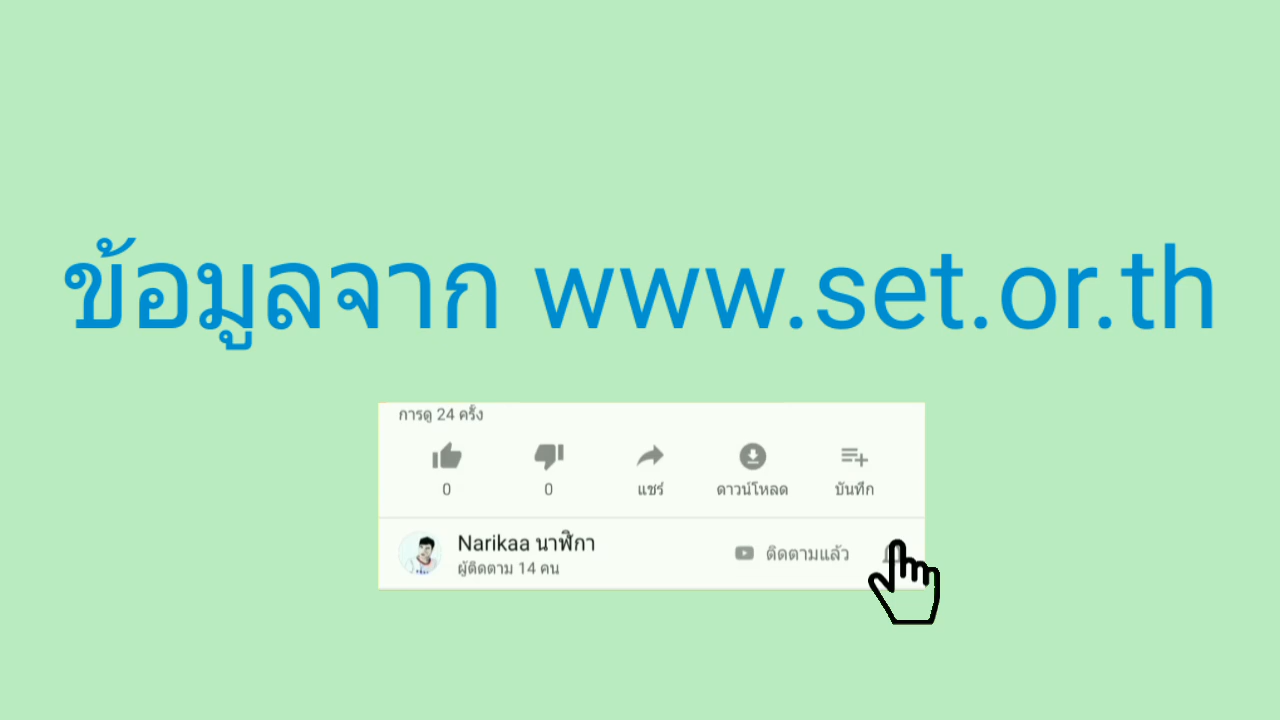 ข้อมูลจาก www.set.or.th
การดู 24 ครั้ง
0 0 แชร์ ดาวน์โหลด บันทึก
Narikaa นาฬิกา ติดตามแล้ว
ผู้ติดตาม 14 คน